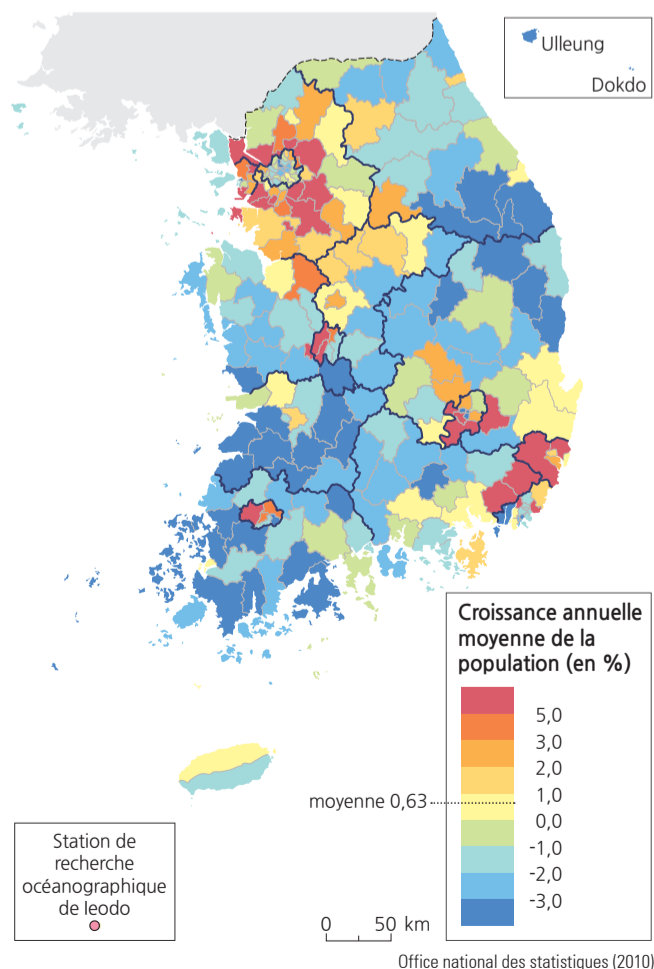 Ulleung
Dokdo
Croissance annuelle
moyenne de la
population (en %)
5,0
3,0
2,0
1,0
moyenne 0,63
0,0
-1,0
-2,0
-3,0
Station de
recherche
océanographique
de Ieodo
0 50 km
Office national des statistiques (2010)